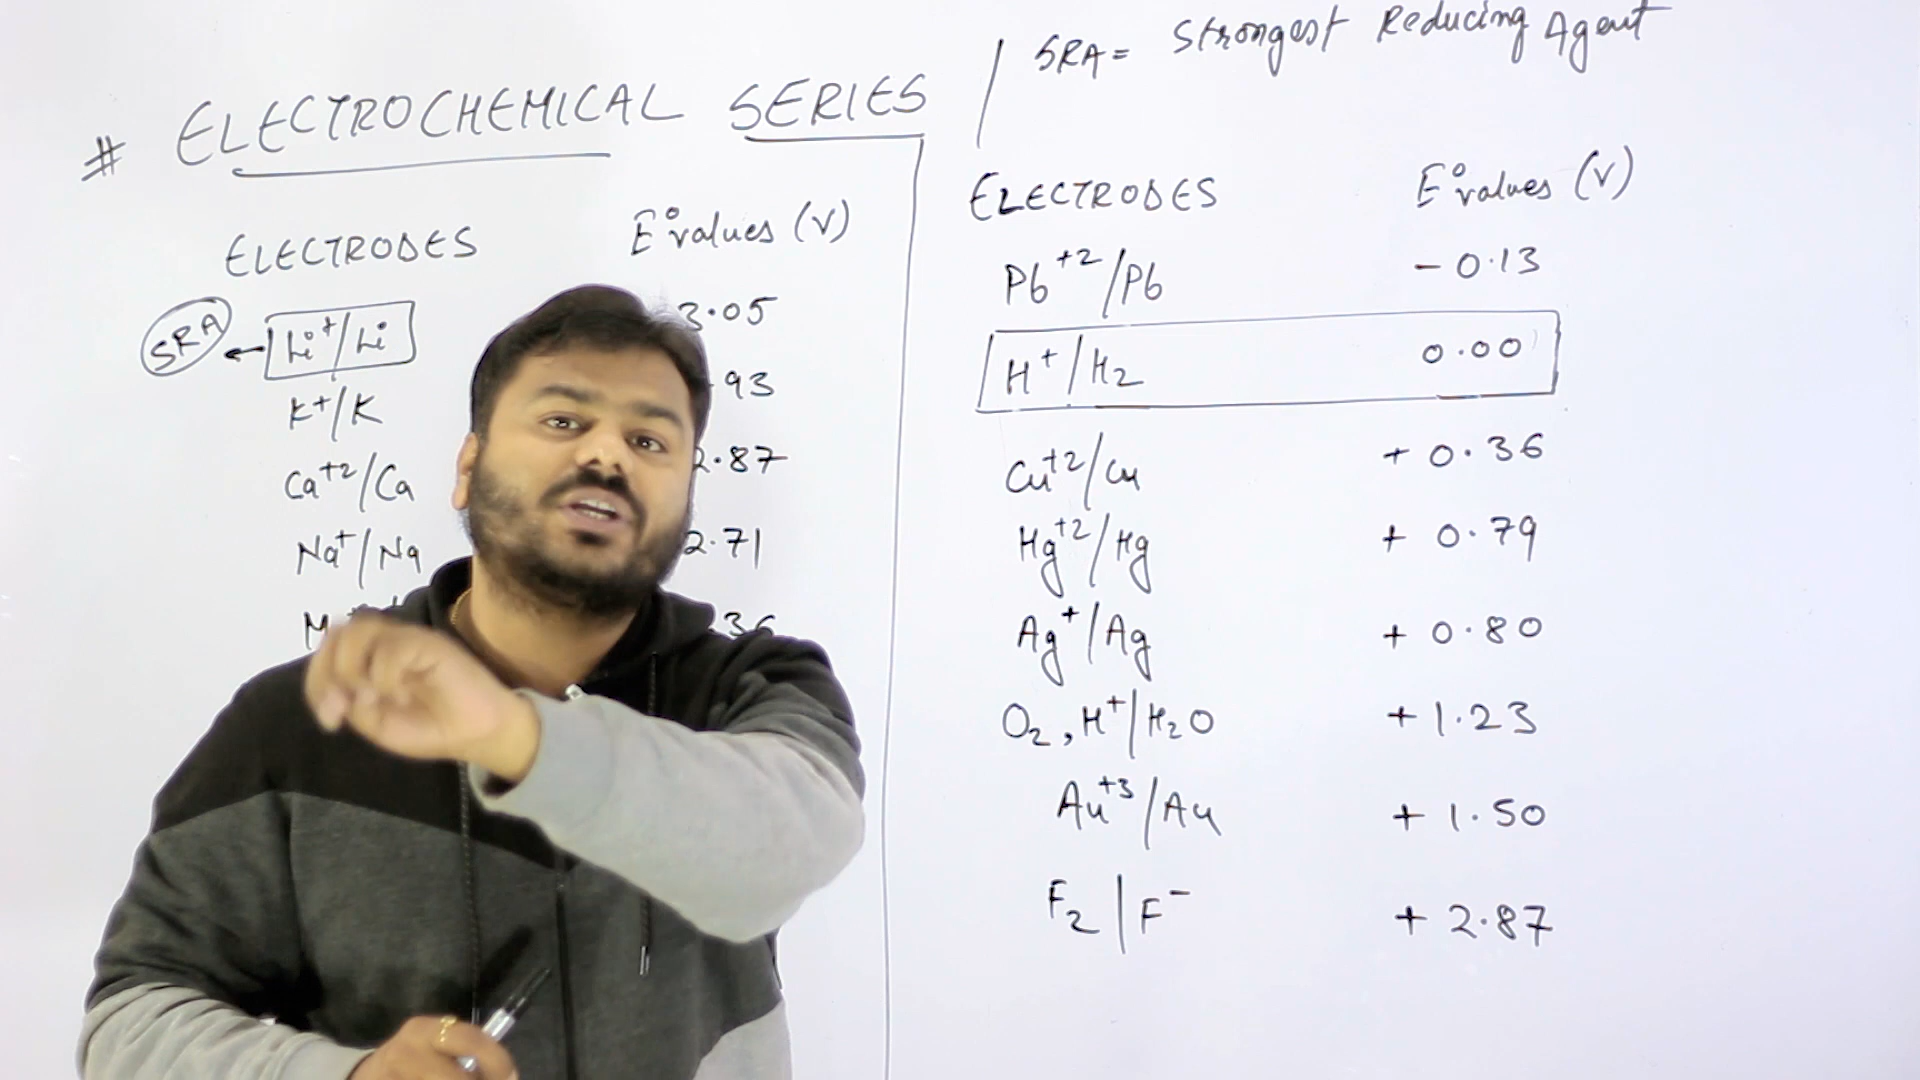 # ELECTROCHEMICAL SERIES
SRA = Strongest Reducing Agent
ELECTRODES E° values (V)
SRA ← Li⁺/Li 3.05
K⁺/K .93
Ca⁺²/Ca 2.87
Na⁺/Na 2.71
ELECTRODES E° values (V)
Pb⁺²/Pb - 0.13
H⁺/H₂ 0.00
Cu⁺²/Cu + 0.36
Hg⁺²/Hg + 0.79
Ag⁺/Ag + 0.80
O₂, H⁺/H₂O + 1.23
Au⁺³/Au + 1.50
F₂/F⁻ + 2.87